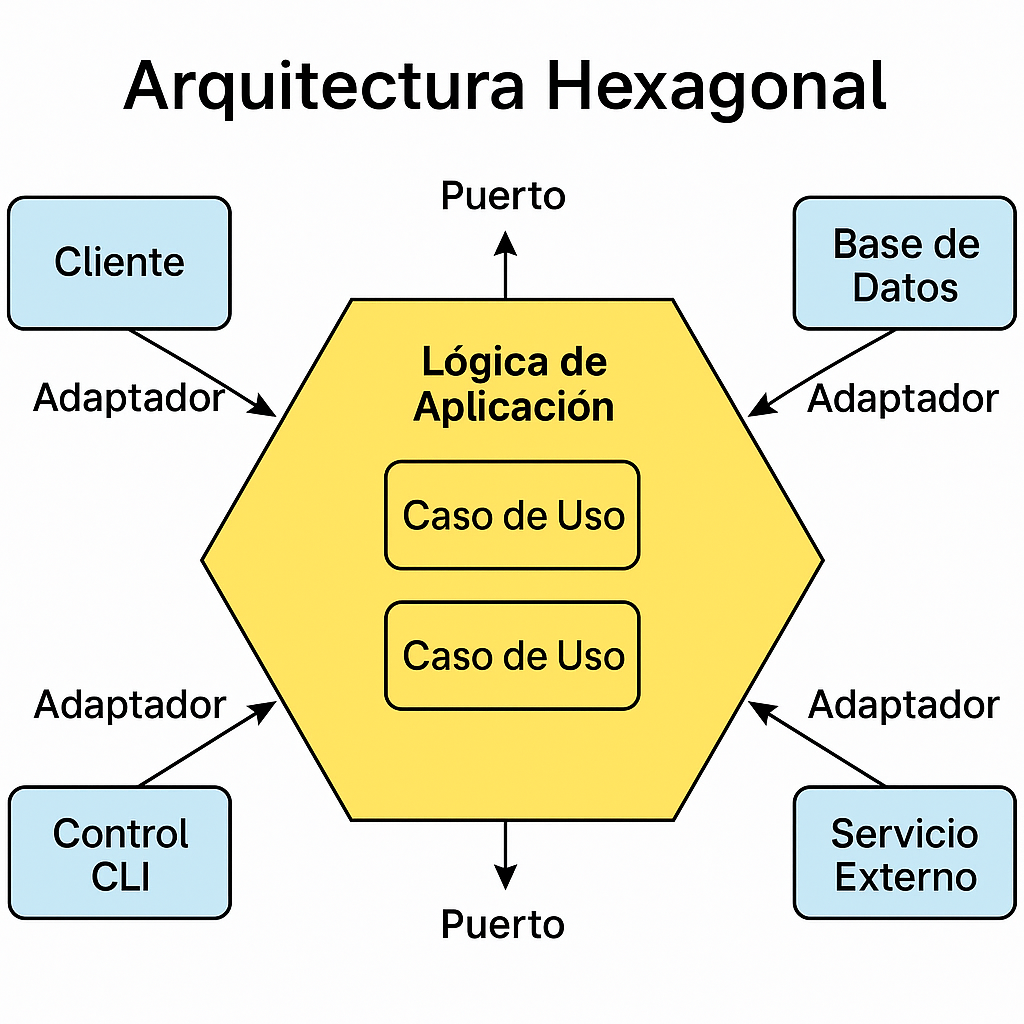 Arquitectura Hexagonal
Puerto
Cliente
Base de
Datos
Adaptador
Lógica de
Aplicación
Adaptador
Caso de Uso
Caso de Uso
Adaptador
Adaptador
Control
CLI
Servicio
Externo
Puerto